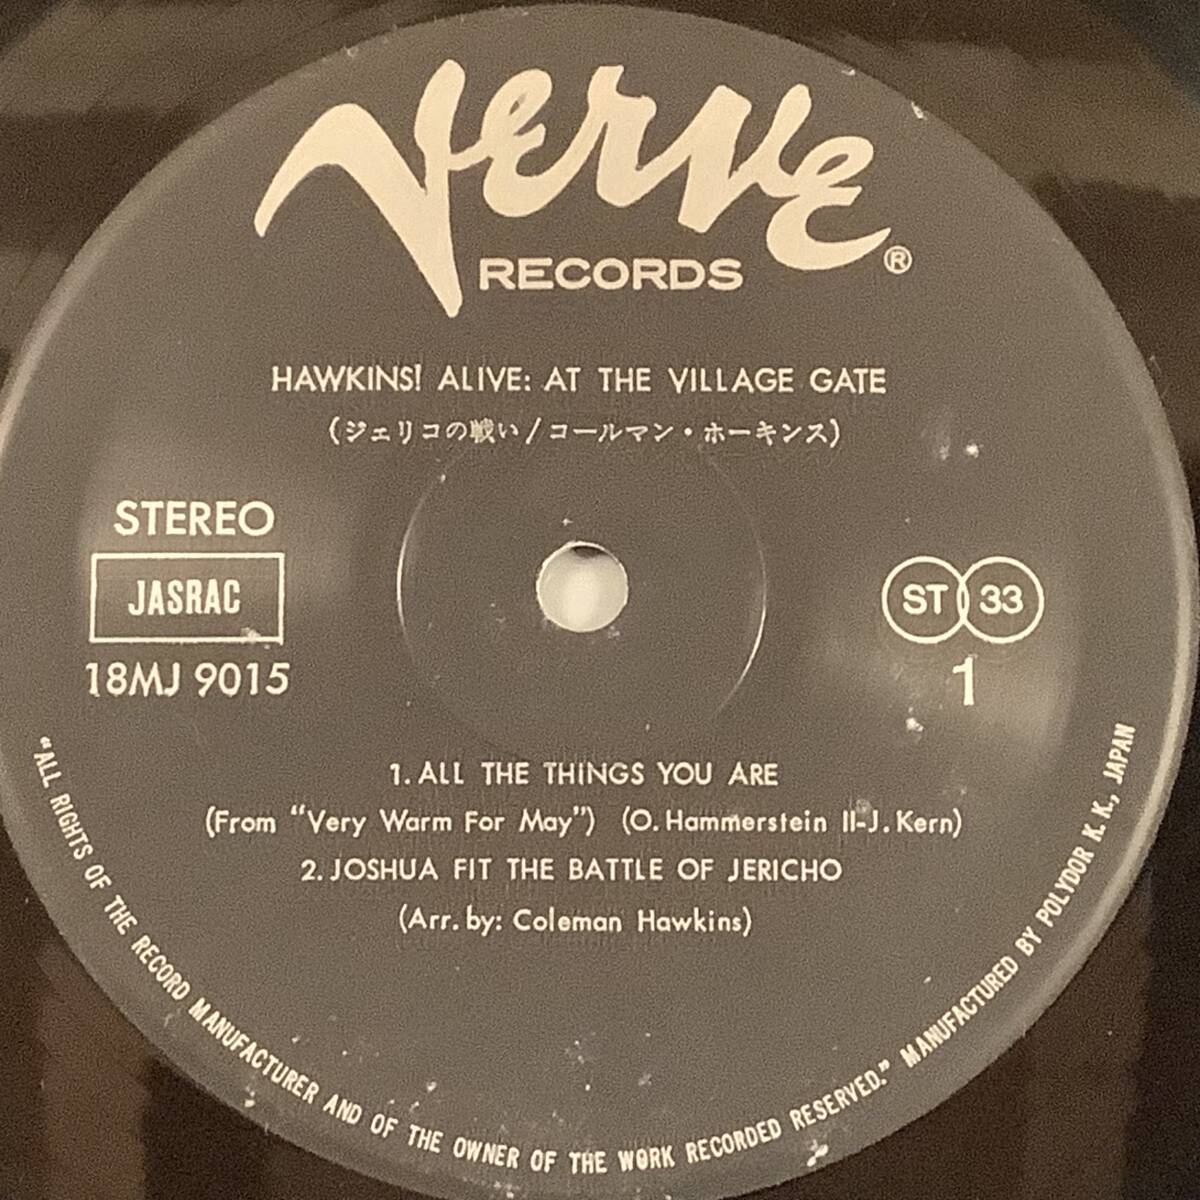 Verve
RECORDS ®
HAWKINS! ALIVE: AT THE VILLAGE GATE
(ジェリコの戦い/コールマン・ホーキンス)
STEREO
JASRAC
18MJ 9015
ST 33
1
1. ALL THE THINGS YOU ARE
(From "Very Warm For May") (O. Hammerstein II-J. Kern)
2. JOSHUA FIT THE BATTLE OF JERICHO
(Arr. by: Coleman Hawkins)
"ALL RIGHTS OF THE RECORD MANUFACTURER AND OF THE OWNER OF THE WORK RECORDED RESERVED." MANUFACTURED BY POLYDOR K. K., JAPAN